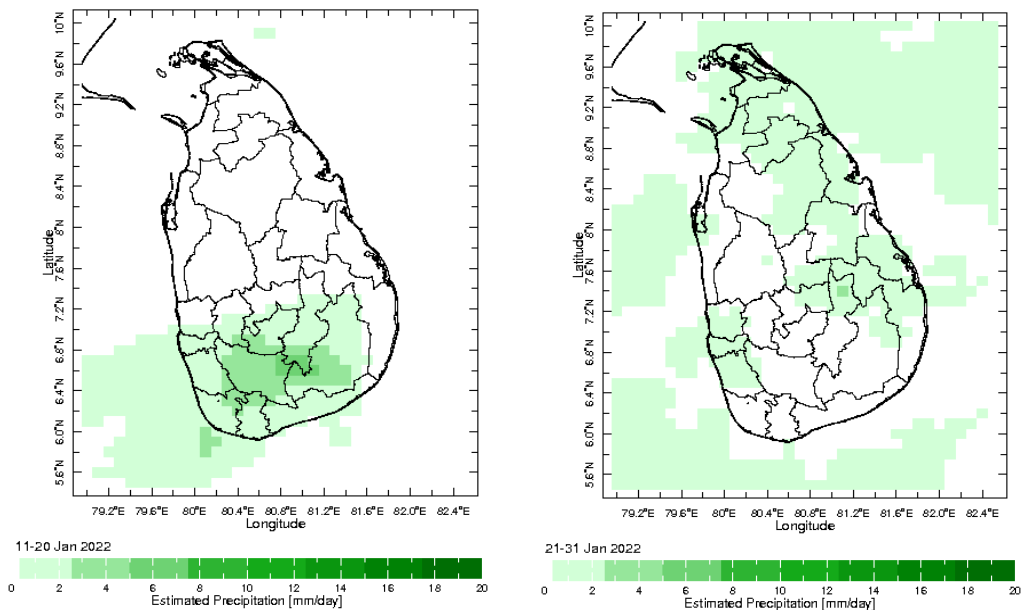 10°N
9.6°N
9.2°N
8.8°N
8.4°N
8°N
7.6°N
7.2°N
6.8°N
6.4°N
6.0°N
5.6°N
Latitude
79.2°E 79.6°E 80°E 80.4°E 80.8°E 81.2°E 81.6°E 82.0°E 82.4°E
Longitude
11-20 Jan 2022
0 2 4 6 8 10 12 14 16 18 20
Estimated Precipitation [mm/day]
10°N
9.6°N
9.2°N
8.8°N
8.4°N
8°N
7.6°N
7.2°N
6.8°N
6.4°N
6.0°N
5.6°N
Latitude
79.2°E 79.6°E 80°E 80.4°E 80.8°E 81.2°E 81.6°E 82.0°E 82.4°E
Longitude
21-31 Jan 2022
0 2 4 6 8 10 12 14 16 18 20
Estimated Precipitation [mm/day]